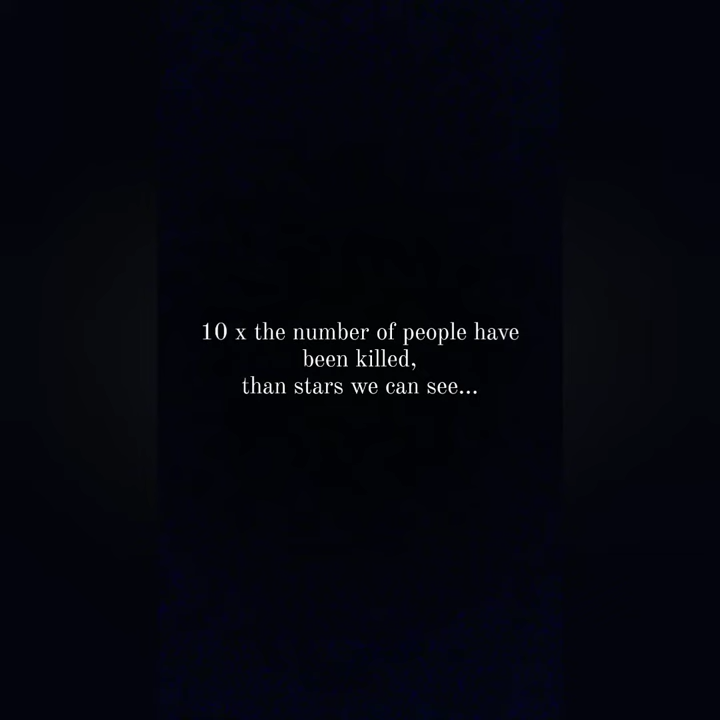 10 x the number of people have
been killed,
than stars we can see...